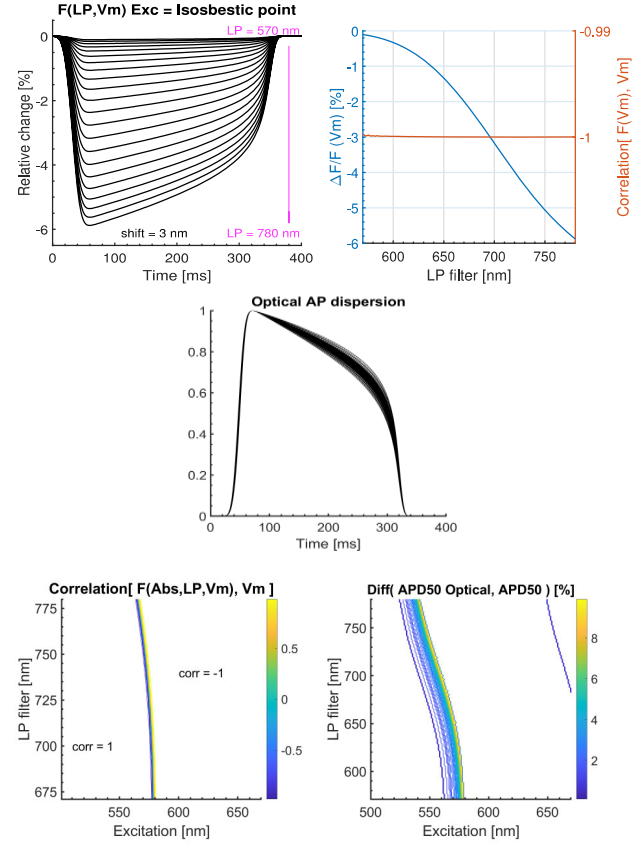 F(LP,Vm) Exc = Isosbestic point
LP = 570 nm
0
-2
-4
-6
Relative change [%]
shift = 3 nm
LP = 780 nm
0 100 200 300 400
Time [ms]
0
-1
-2
-3
-4
-5
-6
ΔF/F (Vm) [%]
-0.99
-1
Correlation[ F(Vm), Vm]
600 650 700 750
LP filter [nm]
Optical AP dispersion
1
0.8
0.6
0.4
0.2
0
0 100 200 300 400
Time [ms]
Correlation[ F(Abs,LP,Vm), Vm ]
775
750
725
700
675
LP filter [nm]
corr = -1
corr = 1
550 600 650
Excitation [nm]
0.5
0
-0.5
Diff( APD50 Optical, APD50 ) [%]
750
700
650
600
LP filter [nm]
500 550 600 650
Excitation [nm]
8
6
4
2